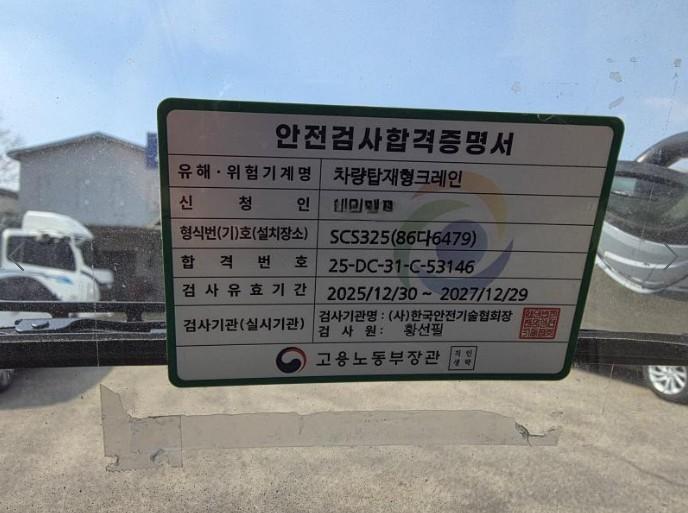 안전검사합격증명서
유해·위험기계명 차량탑재형크레인
신청인
형식번(기)호(설치장소) SCS325(86다6479)
합격번호 25-DC-31-C-53146
검사유효기간 2025/12/30 ~ 2027/12/29
검사기관(실시기관) 검사기관명 : (사)한국안전기술협회장
검사원 : 황선필
고용노동부장관 직인생략